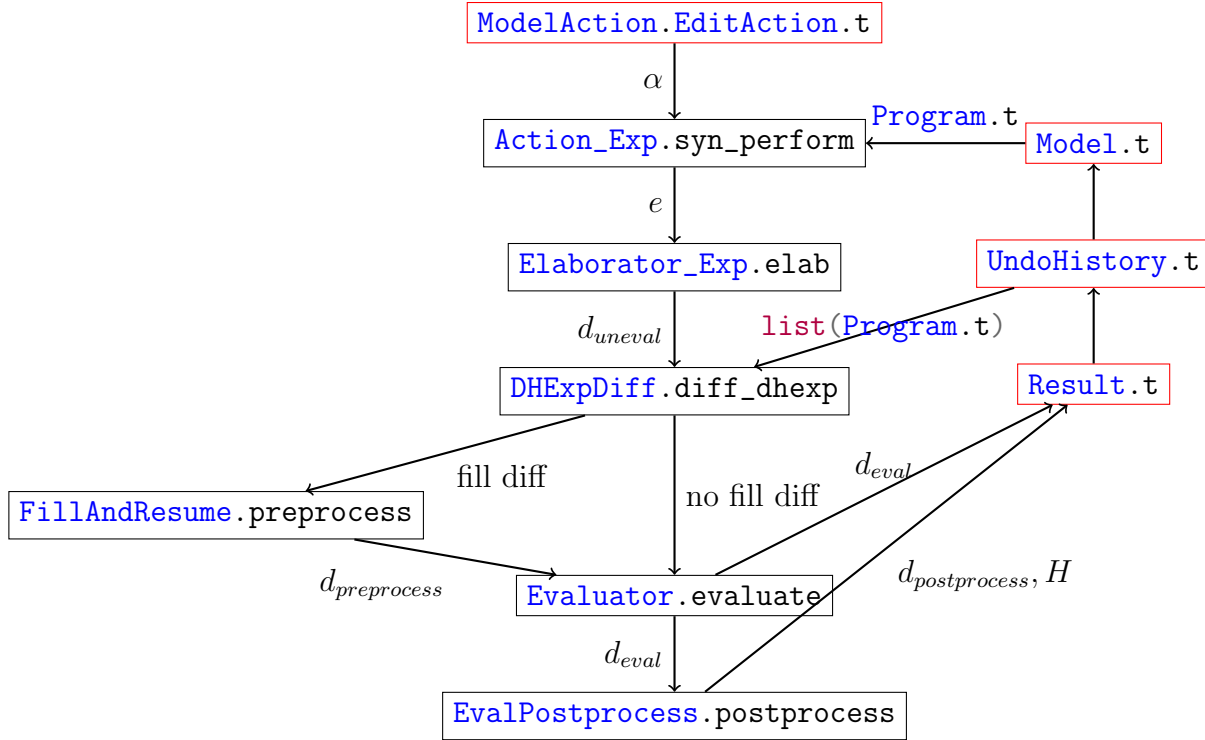 ModelAction.EditAction.t
α
Program.t
Action_Exp.syn_perform
Model.t
e
Elaborator_Exp.elab
UndoHistory.t
d_uneval
list(Program.t)
DHExpDiff.diff_dhexp
Result.t
fill diff
d_eval
no fill diff
FillAndResume.preprocess
d_preprocess
d_postprocess, H
Evaluator.evaluate
d_eval
EvalPostprocess.postprocess